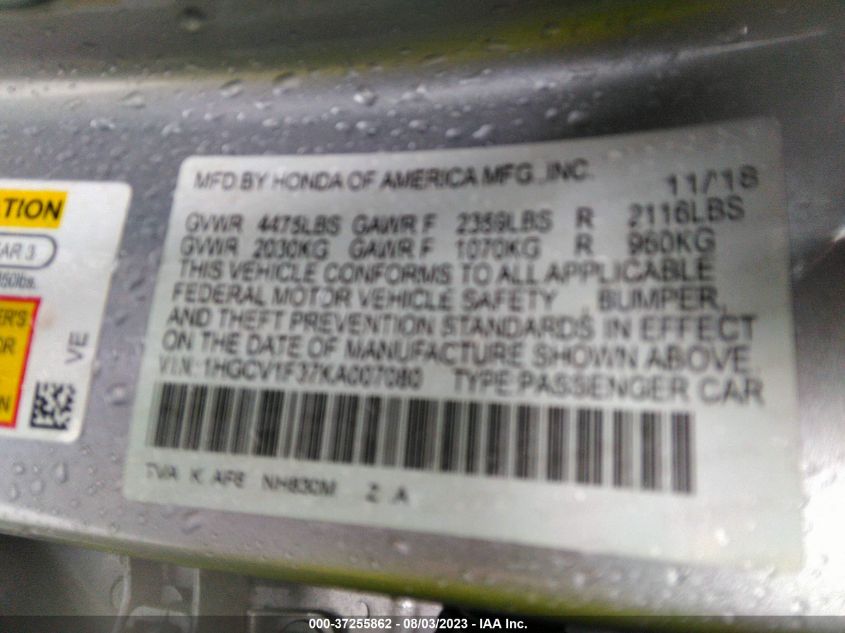 TION
AR 3
MFD BY HONDA OF AMERICA MFG., INC. 11/18
GVWR 4475LBS GAWR F 2359LBS R 2116LBS
GVWR 2030KG GAWR F 1070KG R 960KG
THIS VEHICLE CONFORMS TO ALL APPLICABLE
FEDERAL MOTOR VEHICLE SAFETY , BUMPER,
AND THEFT PREVENTION STANDARDS IN EFFECT
ON THE DATE OF MANUFACTURE SHOWN ABOVE.
VIN: 1HGCV1F37KA007080 TYPE:PASSENGER CAR
TVA K AFE NH830M Z A
VE
000-37255862 - 08/03/2023 - IAA Inc.